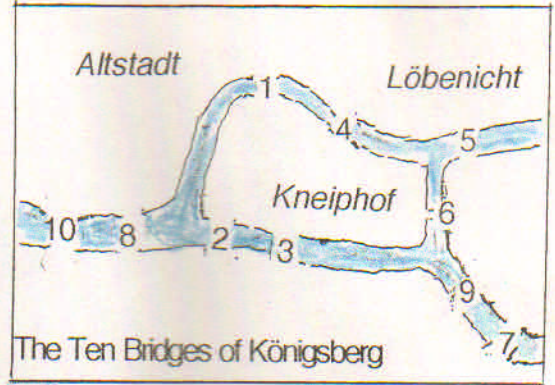 Altstadt
Löbenicht
1
4
5
Kneiphof
6
10
8
2
3
9
7
The Ten Bridges of Königsberg